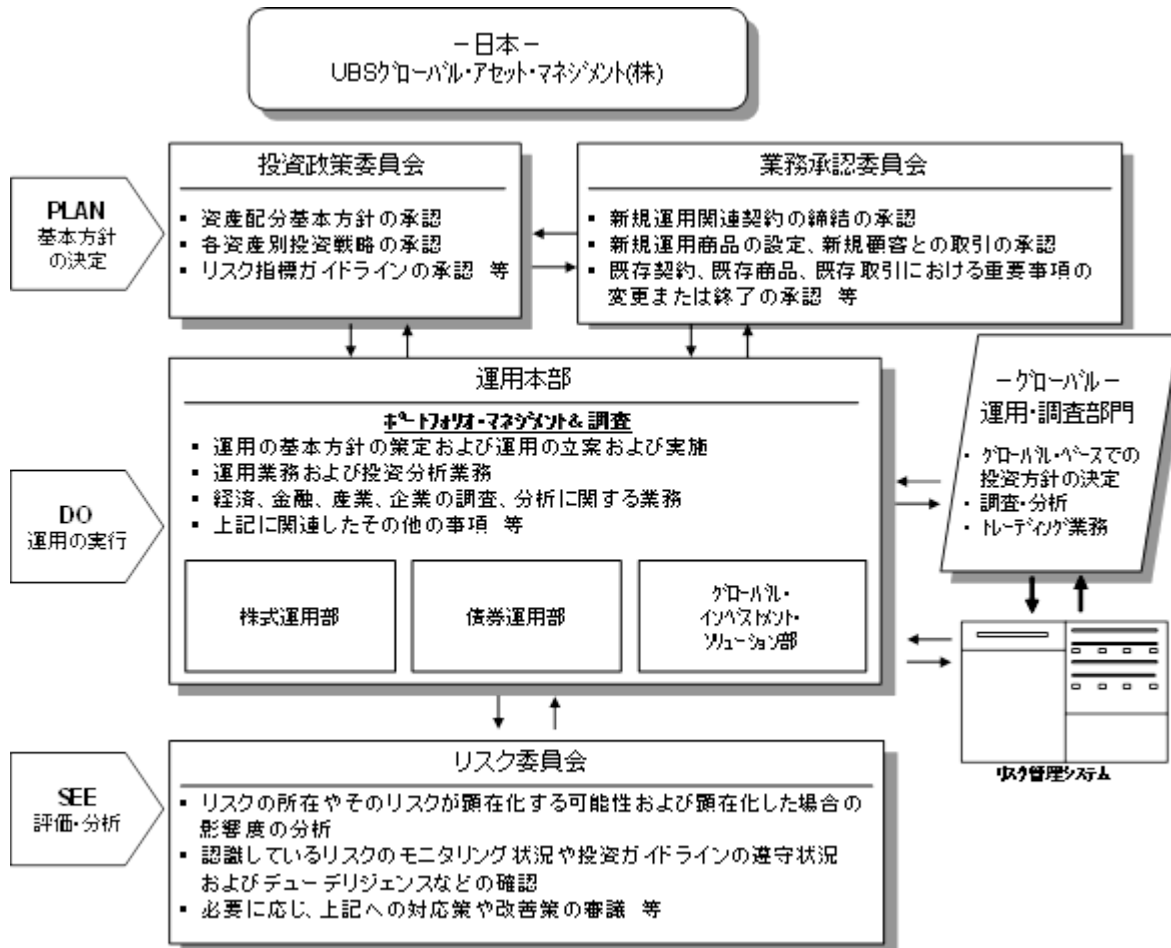 －日本－
UBSグローバル・アセット・マネジメント(株)
PLAN
基本方針
の決定
投資政策委員会
▪ 資産配分基本方針の承認
▪ 各資産別投資戦略の承認
▪ リスク指標ガイドラインの承認 等
業務承認委員会
▪ 新規運用関連契約の締結の承認
▪ 新規運用商品の設定、新規顧客との取引の承認
▪ 既存契約、既存商品、既存取引における重要事項の
変更または終了の承認 等
DO
運用の実行
運用本部
ポートフォリオ・マネジメント&調査
▪ 運用の基本方針の策定および運用の立案および実施
▪ 運用業務および投資分析業務
▪ 経済、金融、産業、企業の調査、分析に関する業務
▪ 上記に関連したその他の事項 等
株式運用部
債券運用部
グローバル・
インベストメント・
ソリューション部
－グローバル－
運用・調査部門
▪ グローバル・ベースでの
投資方針の決定
▪ 調査・分析
▪ トレーディング業務
リスク管理システム
SEE
評価・分析
リスク委員会
▪ リスクの所在やそのリスクが顕在化する可能性および顕在化した場合の
影響度の分析
▪ 認識しているリスクのモニタリング状況や投資ガイドラインの遵守状況
およびデューデリジェンスなどの確認
▪ 必要に応じ、上記への対応策や改善策の審議 等